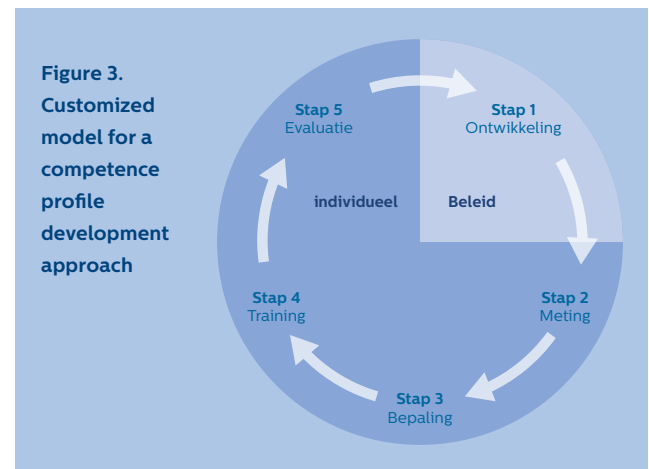 Figure 3.
Customized
model for a
competence
profile
development
approach
Stap 1
Ontwikkeling
Stap 2
Meting
Stap 3
Bepaling
Stap 4
Training
Stap 5
Evaluatie
individueel
Beleid